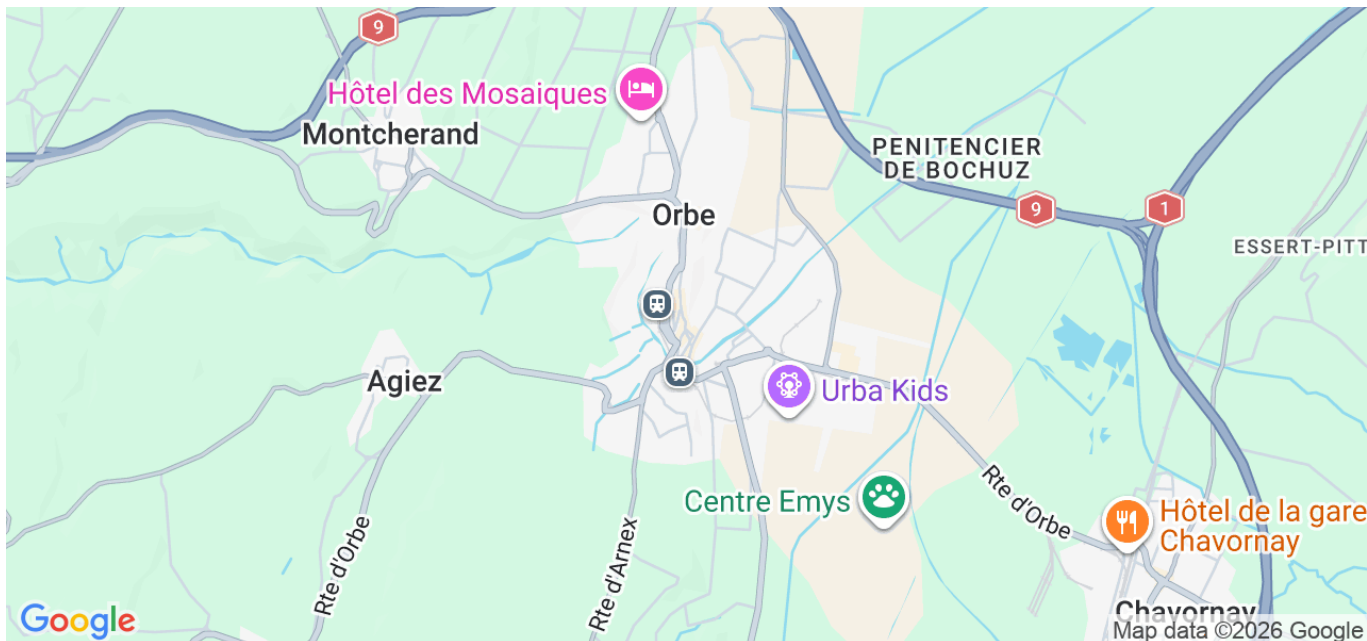 9
Hôtel des Mosaiques
Montcherand
PENITENCIER
DE BOCHUZ
9
1
Orbe
ESSERT-PITT
Agiez
Urba Kids
Centre Emys
Rte d'Orbe
Hôtel de la gare
Chavornay
Rte d'Orbe
Rte d'Arnex
Chavornay
Google
Map data ©2026 Google